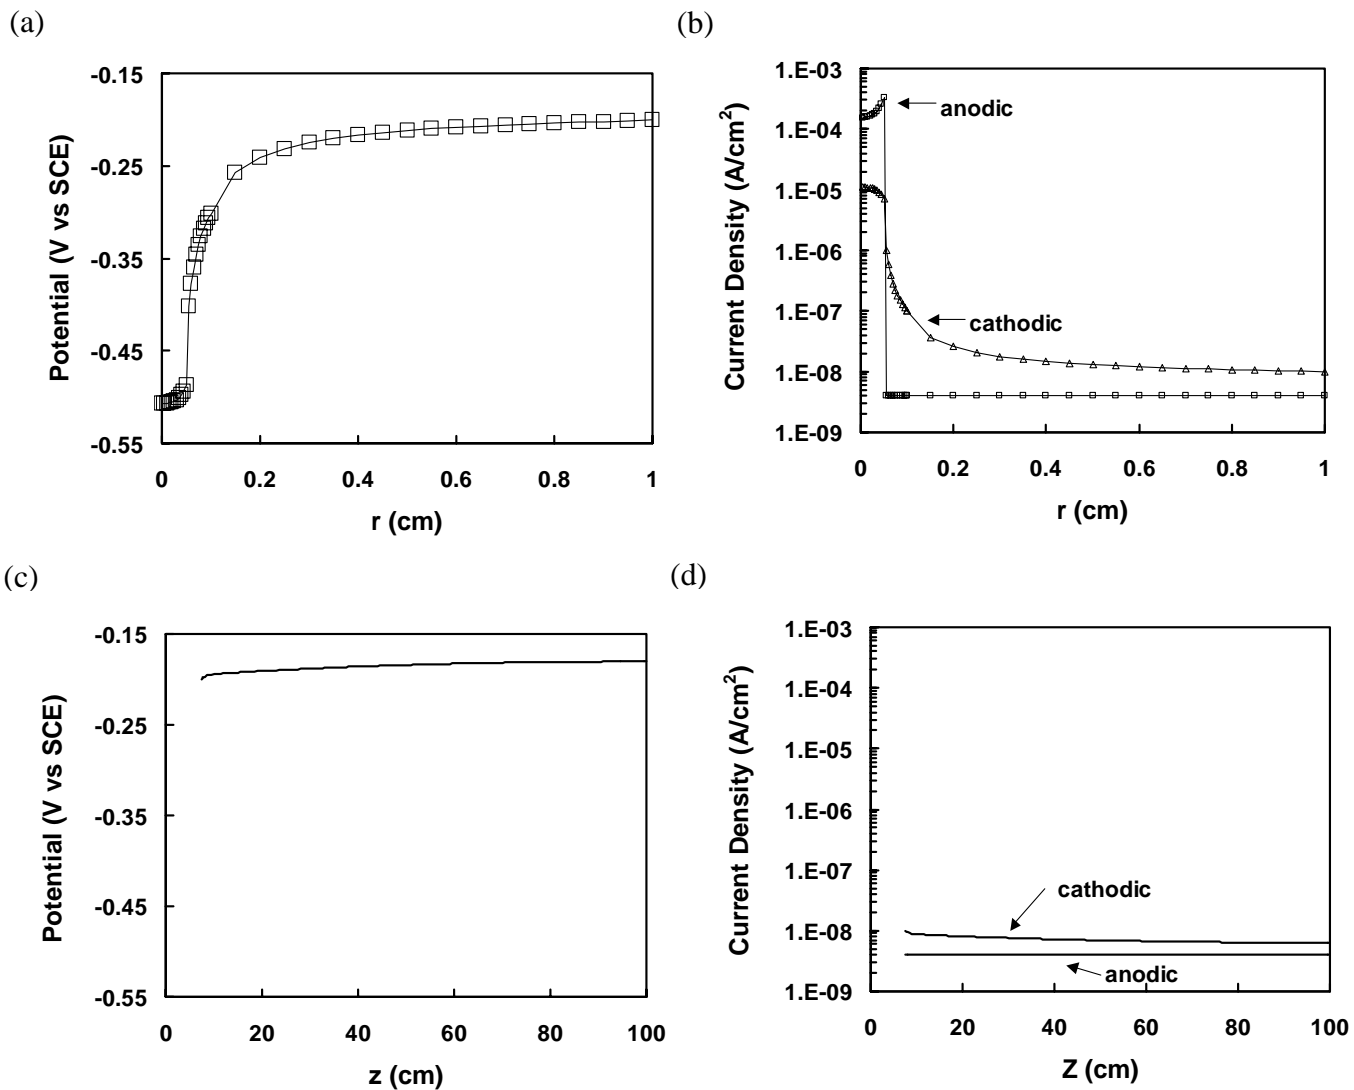 (a)
Potential (V vs SCE)
-0.15
-0.25
-0.35
-0.45
-0.55
0 0.2 0.4 0.6 0.8 1
r (cm)
(b)
Current Density (A/cm²)
1.E-03
1.E-04
1.E-05
1.E-06
1.E-07
1.E-08
1.E-09
anodic
cathodic
0 0.2 0.4 0.6 0.8 1
r (cm)
(c)
Potential (V vs SCE)
-0.15
-0.25
-0.35
-0.45
-0.55
0 20 40 60 80 100
z (cm)
(d)
Current Density (A/cm²)
1.E-03
1.E-04
1.E-05
1.E-06
1.E-07
1.E-08
1.E-09
cathodic
anodic
0 20 40 60 80 100
Z (cm)